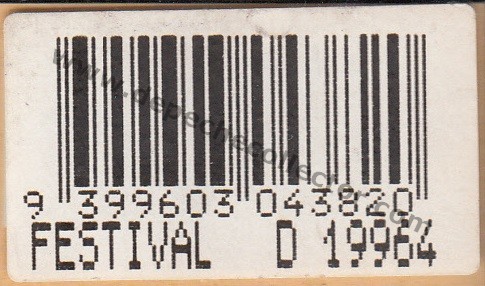 www.depechecollector.com
9 399603 043820
FESTIVAL D 19964